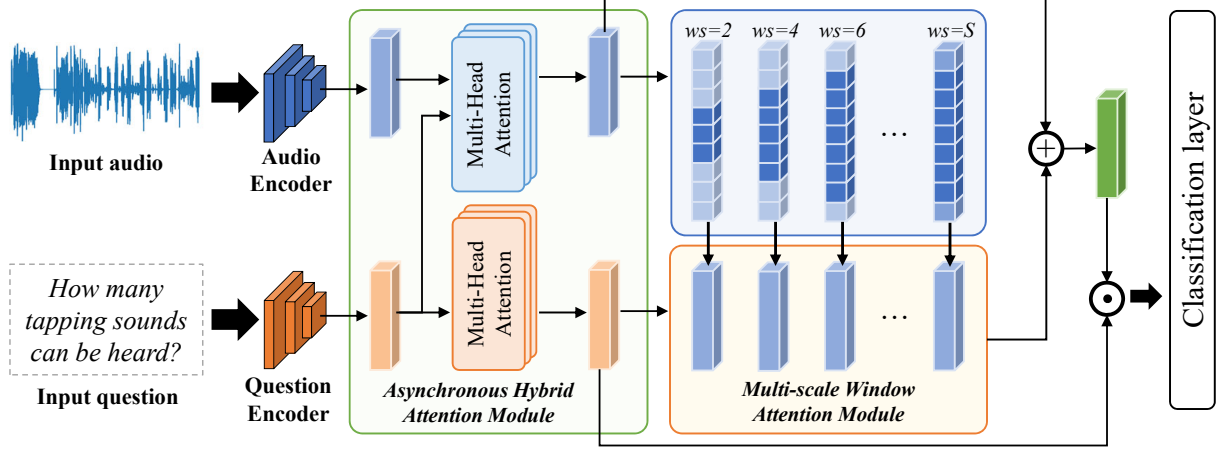 Input audio
Audio
Encoder
Multi-Head
Attention
ws=2
ws=4
ws=6
ws=S
...
How many
tapping sounds
can be heard?
Input question
Question
Encoder
Multi-Head
Attention
Asynchronous Hybrid
Attention Module
...
Multi-scale Window
Attention Module
Classification layer